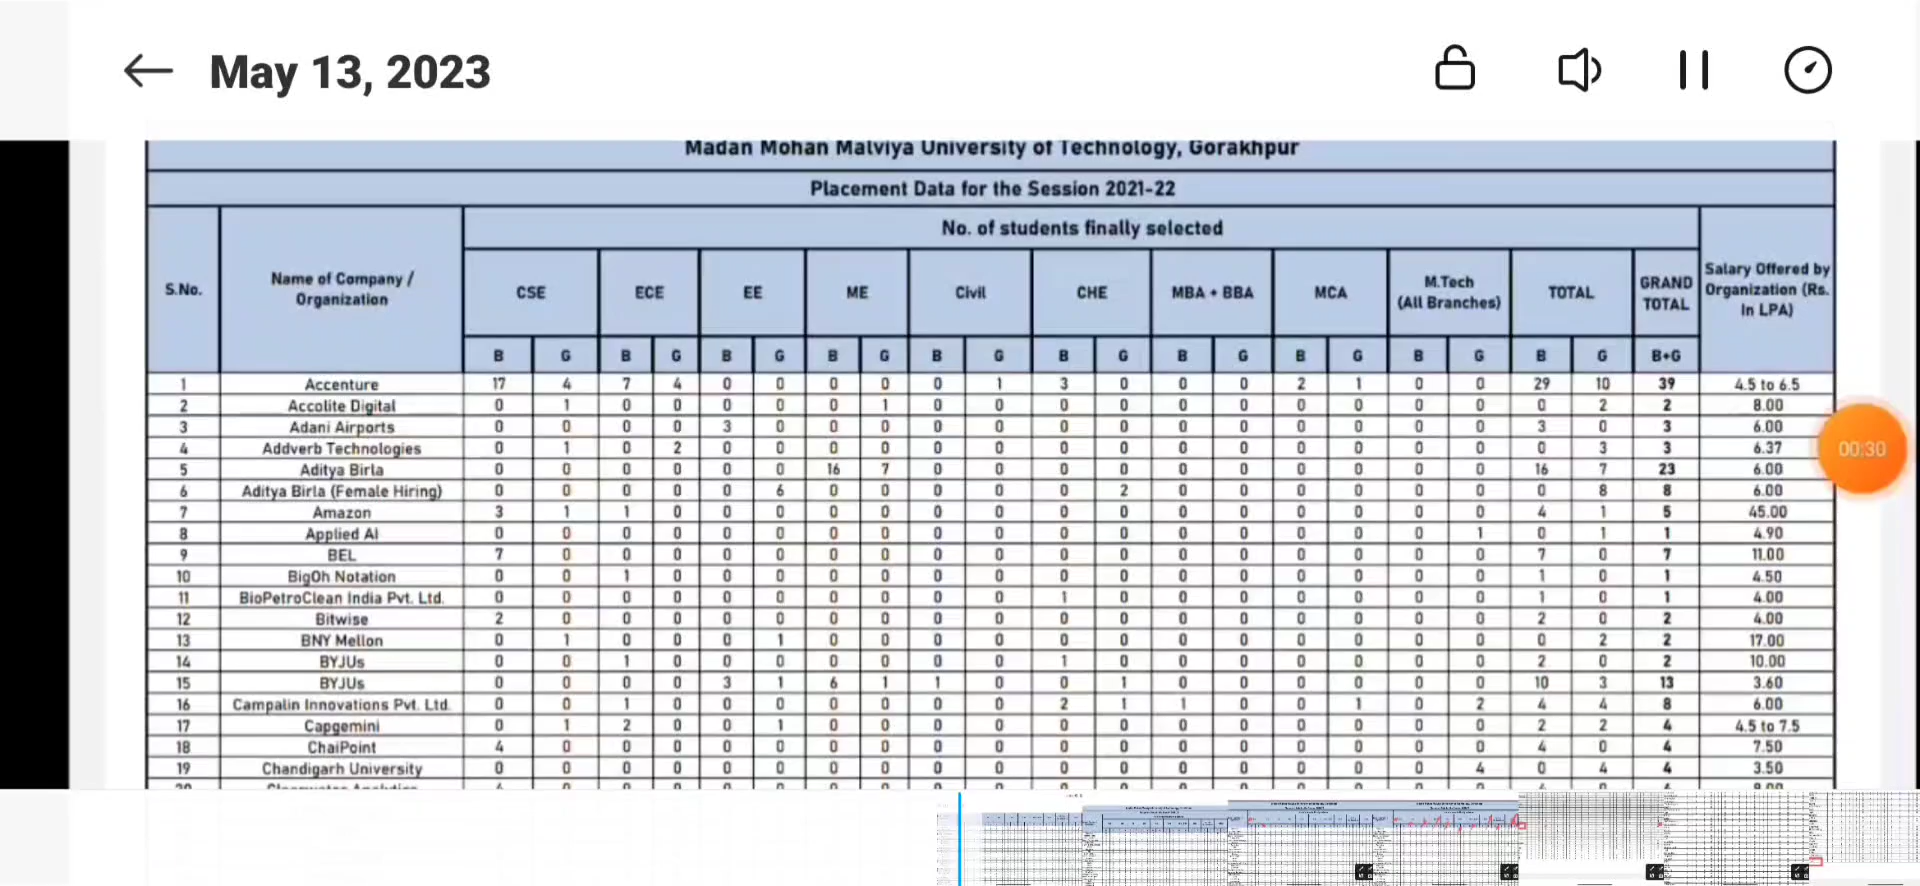 May 13, 2023
Madan Mohan Malviya University of Technology, Gorakhpur
Placement Data for the Session 2021-22
S.No. Name of Company / Organization No. of students finally selected Salary Offered by Organization (Rs. In LPA)
CSE ECE EE ME Civil CHE MBA + BBA MCA M.Tech (All Branches) TOTAL GRAND TOTAL
B G B G B G B G B G B G B G B G B G B G B+G
1 Accenture 17 4 7 4 0 0 0 0 0 1 3 0 0 0 2 1 0 0 29 10 39 4.5 to 6.5
2 Accolite Digital 0 1 0 0 0 0 0 1 0 0 0 0 0 0 0 0 0 0 0 2 2 8.00
3 Adani Airports 0 0 0 0 3 0 0 0 0 0 0 0 0 0 0 0 0 0 3 0 3 6.00
4 Addverb Technologies 0 1 0 2 0 0 0 0 0 0 0 0 0 0 0 0 0 0 0 3 3 6.37
5 Aditya Birla 0 0 0 0 0 0 16 7 0 0 0 0 0 0 0 0 0 0 16 7 23 6.00
6 Aditya Birla (Female Hiring) 0 0 0 0 0 6 0 0 0 0 0 2 0 0 0 0 0 0 0 8 8 6.00
7 Amazon 3 1 1 0 0 0 0 0 0 0 0 0 0 0 0 0 0 0 4 1 5 45.00
8 Applied AI 0 0 0 0 0 0 0 0 0 0 0 0 0 0 0 0 0 1 0 1 1 4.90
9 BEL 7 0 0 0 0 0 0 0 0 0 0 0 0 0 0 0 0 0 7 0 7 11.00
10 BigOh Notation 0 0 1 0 0 0 0 0 0 0 0 0 0 0 0 0 0 0 1 0 1 4.50
11 BioPetroClean India Pvt. Ltd. 0 0 0 0 0 0 0 0 0 0 1 0 0 0 0 0 0 0 1 0 1 4.00
12 Bitwise 2 0 0 0 0 0 0 0 0 0 0 0 0 0 0 0 0 0 2 0 2 4.00
13 BNY Mellon 0 1 0 0 0 1 0 0 0 0 0 0 0 0 0 0 0 0 0 2 2 17.00
14 BYJUs 0 0 1 0 0 0 0 0 0 0 1 0 0 0 0 0 0 0 2 0 2 10.00
15 BYJUs 0 0 0 0 3 1 6 1 1 0 0 1 0 0 0 0 0 0 10 3 13 3.60
16 Campalin Innovations Pvt. Ltd. 0 0 1 0 0 0 0 0 0 0 2 1 1 0 0 1 0 2 4 4 8 6.00
17 Capgemini 0 1 2 0 0 1 0 0 0 0 0 0 0 0 0 0 0 0 2 2 4 4.5 to 7.5
18 ChaiPoint 4 0 0 0 0 0 0 0 0 0 0 0 0 0 0 0 0 0 4 0 4 7.50
19 Chandigarh University 0 0 0 0 0 0 0 0 0 0 0 0 0 0 0 0 0 4 0 4 4 3.50
00:30